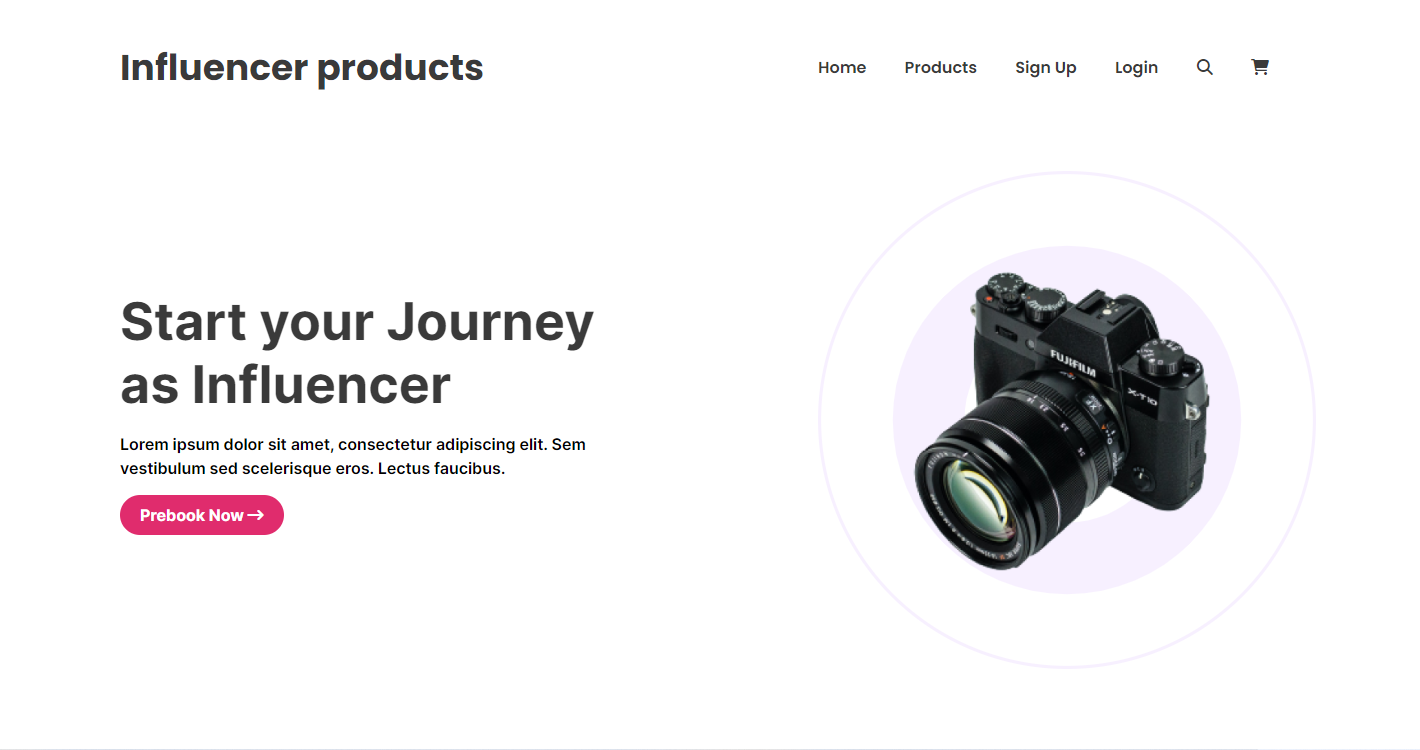 Influencer products
Home Products Sign Up Login
Start your Journey
as Influencer
Lorem ipsum dolor sit amet, consectetur adipiscing elit. Sem
vestibulum sed scelerisque eros. Lectus faucibus.
Prebook Now →
FUJIFILM
X-T10
XF